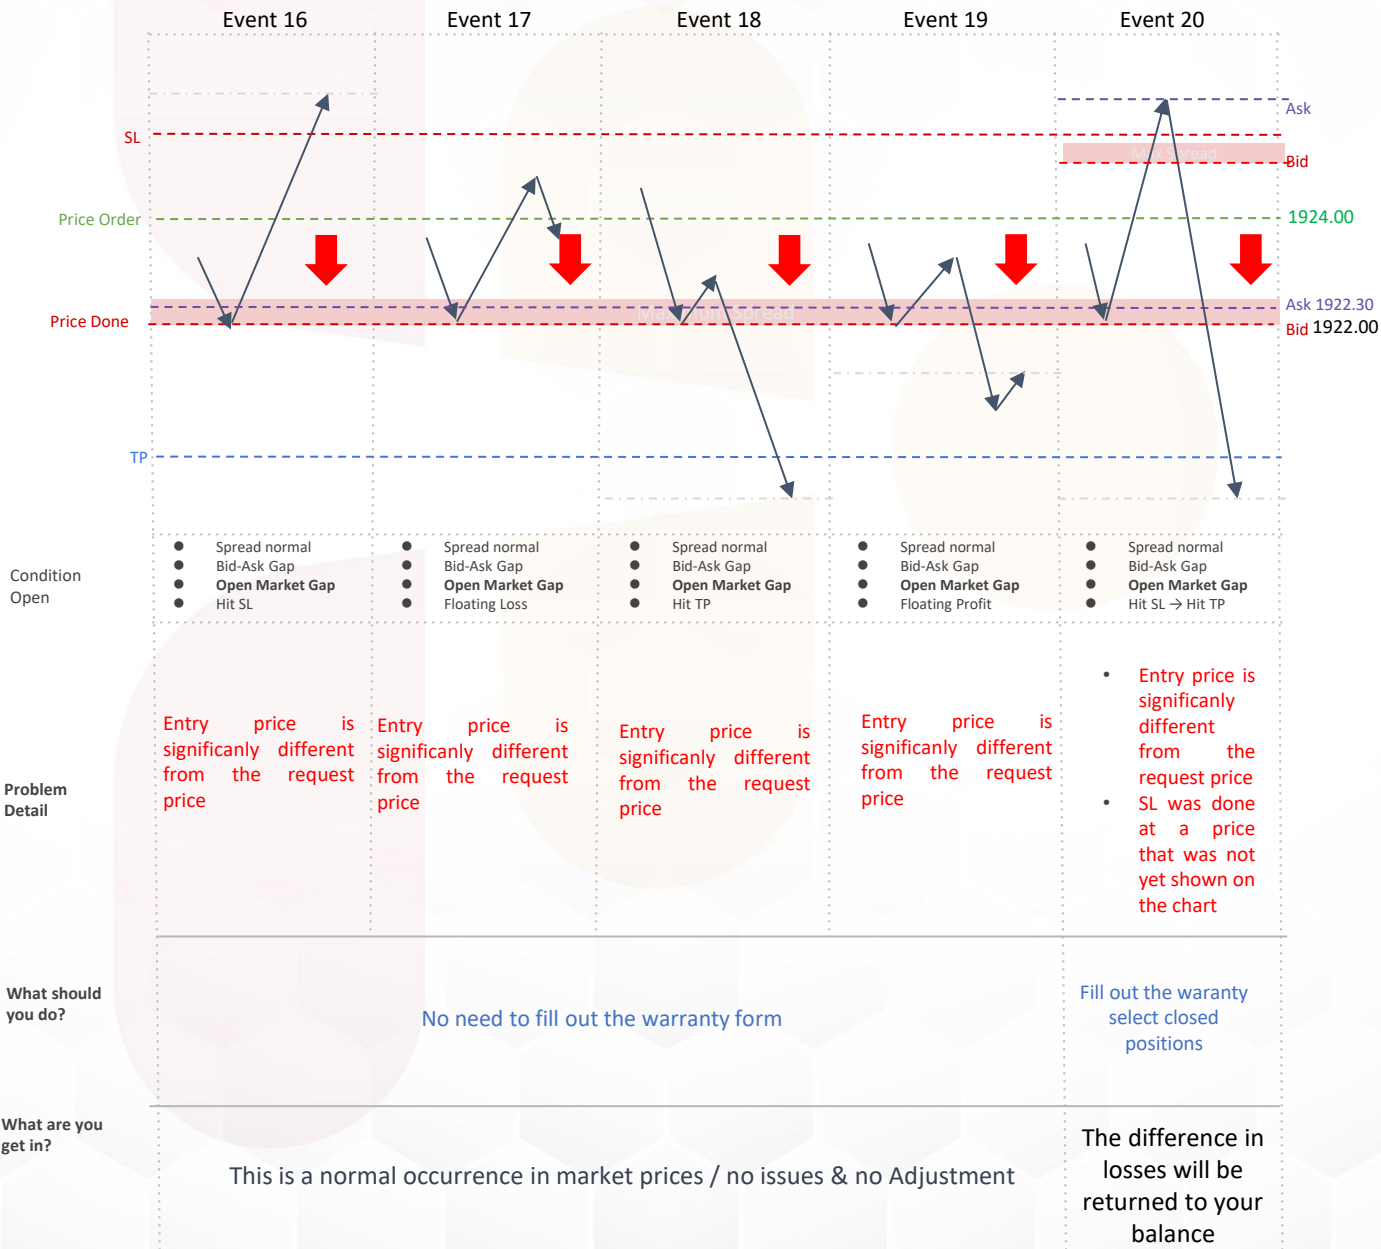 Event 16
Event 17
Event 18
Event 19
Event 20
Ask
SL
Max Spread
Bid
Price Order
1924.00
Ask 1922.30
Price Done
Maximum Spread
Bid 1922.00
TP
Condition
Open
● Spread normal
● Bid-Ask Gap
● Open Market Gap
● Hit SL
● Spread normal
● Bid-Ask Gap
● Open Market Gap
● Floating Loss
● Spread normal
● Bid-Ask Gap
● Open Market Gap
● Hit TP
● Spread normal
● Bid-Ask Gap
● Open Market Gap
● Floating Profit
● Spread normal
● Bid-Ask Gap
● Open Market Gap
● Hit SL → Hit TP
Problem
Detail
Entry price is
significanly different
from the request
price
Entry price is
significanly different
from the request
price
Entry price is
significanly different
from the request
price
Entry price is
significanly different
from the request
price
• Entry price is
significanly
different
from the
request price
• SL was done
at a price
that was not
yet shown on
the chart
What should
you do?
No need to fill out the warranty form
Fill out the waranty
select closed
positions
What are you
get in?
This is a normal occurrence in market prices / no issues & no Adjustment
The difference in
losses will be
returned to your
balance